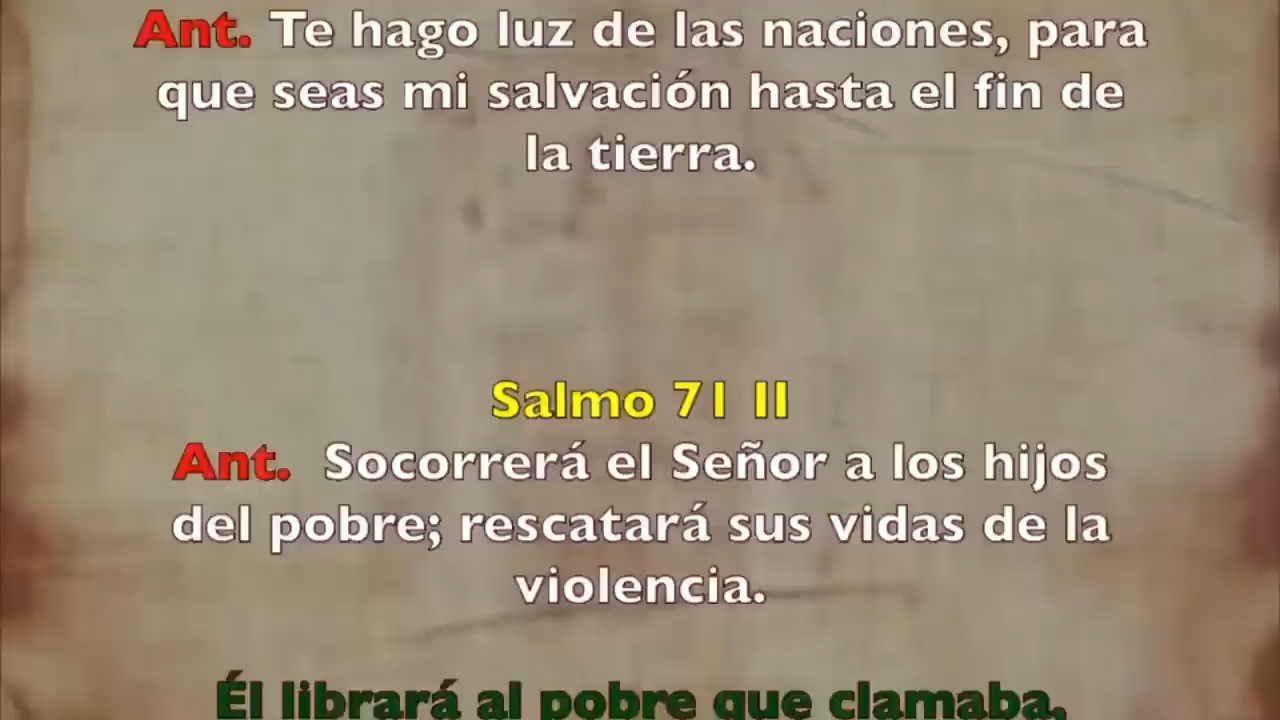 Ant. Te hago luz de las naciones, para
que seas mi salvación hasta el fin de
la tierra.
Salmo 71 II
Ant. Socorrerá el Señor a los hijos
del pobre; rescatará sus vidas de la
violencia.
Él librará al pobre que clamaba,